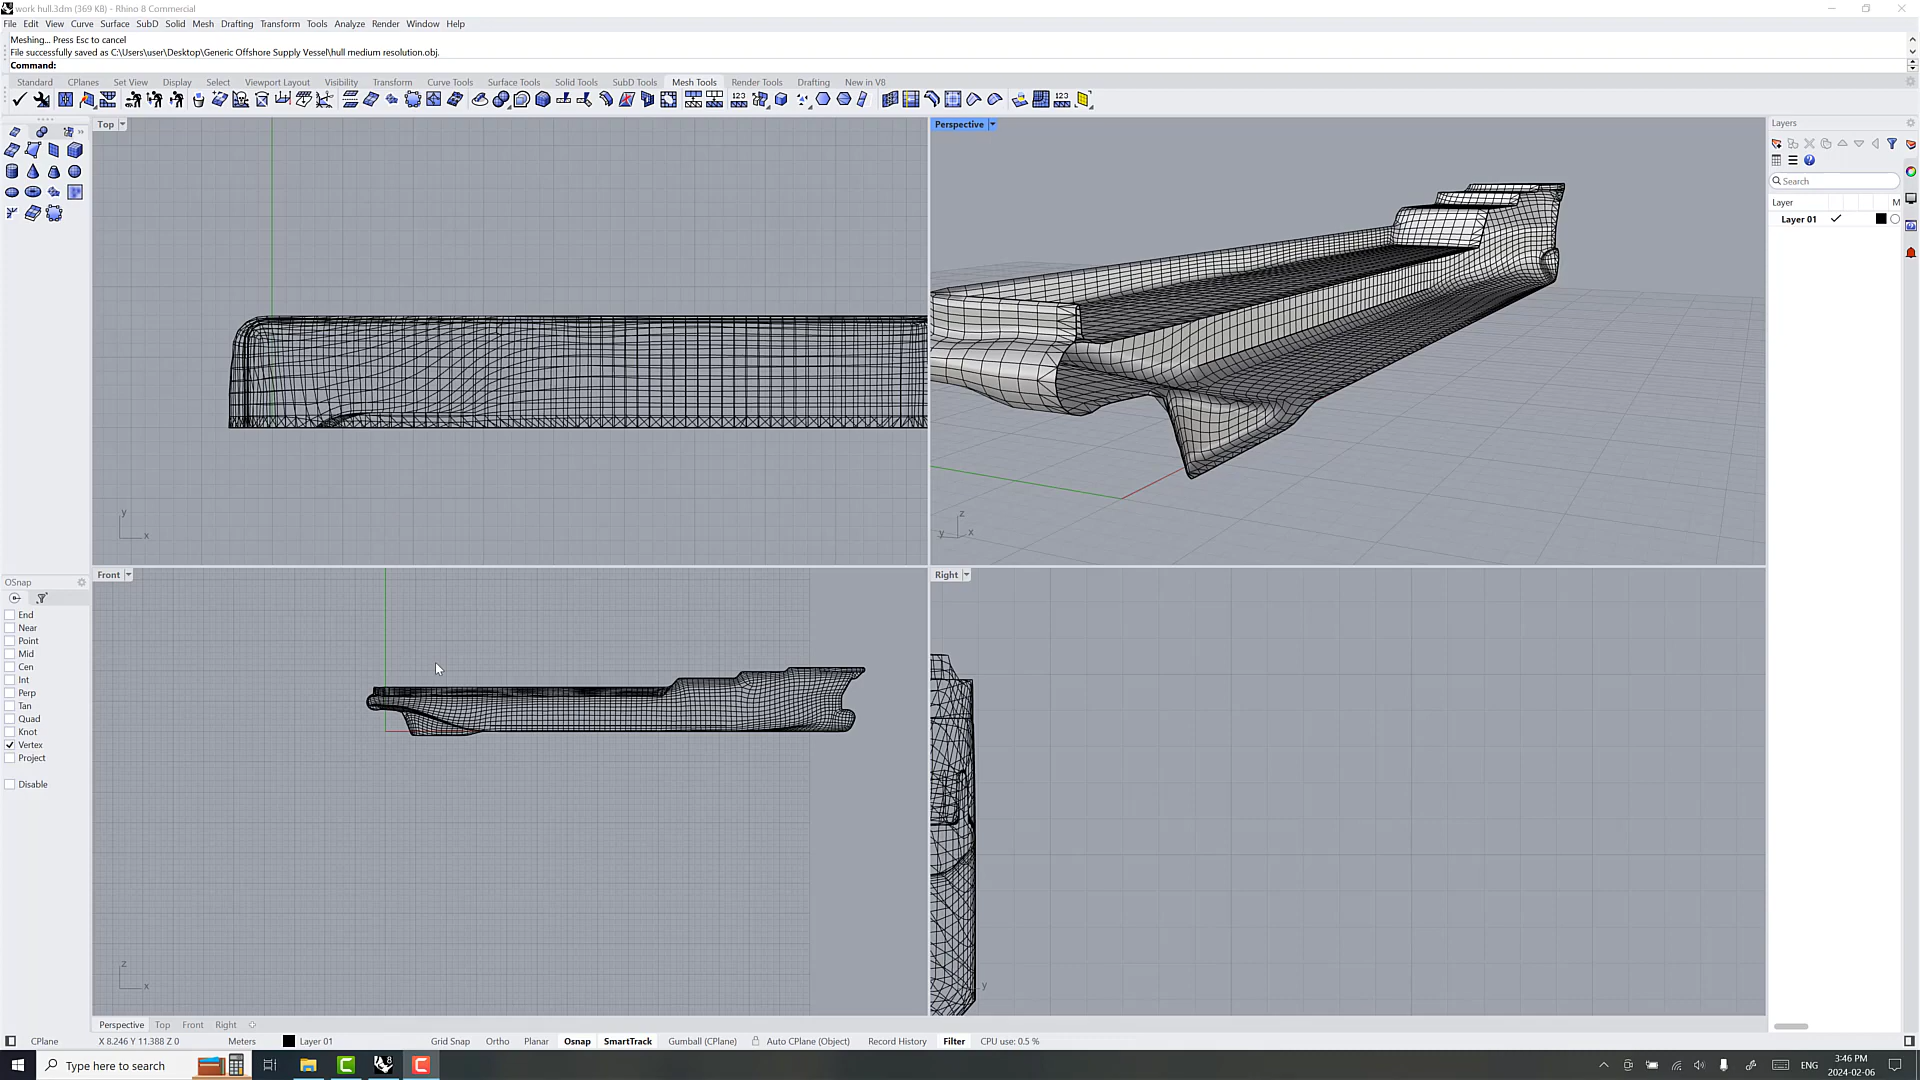 work hull.3dm (369 KB) - Rhino 8 Commercial
File Edit View Curve Surface SubD Solid Mesh Drafting Transform Tools Analyze Render Window Help
Meshing... Press Esc to cancel
File successfully saved as C:\Users\user\Desktop\Generic Offshore Supply Vessel\hull medium resolution.obj.
Command:
Standard CPlanes Set View Display Select Viewport Layout Visibility Transform Curve Tools Surface Tools Solid Tools SubD Tools Mesh Tools Render Tools Drafting New in V8
Top
Perspective
Layers
Search
Layer M
Layer 01
y
x
z
y x
OSnap
Front
Right
End
Near
Point
Mid
Cen
Int
Perp
Tan
Quad
Knot
Vertex
Project
Disable
z
x
y
Perspective Top Front Right
CPlane X 8.246 Y 11.388 Z 0 Meters Layer 01 Grid Snap Ortho Planar Osnap SmartTrack Gumball (CPlane) Auto CPlane (Object) Record History Filter CPU use: 0.5 %
Type here to search
ENG
3:46 PM
2024-02-06